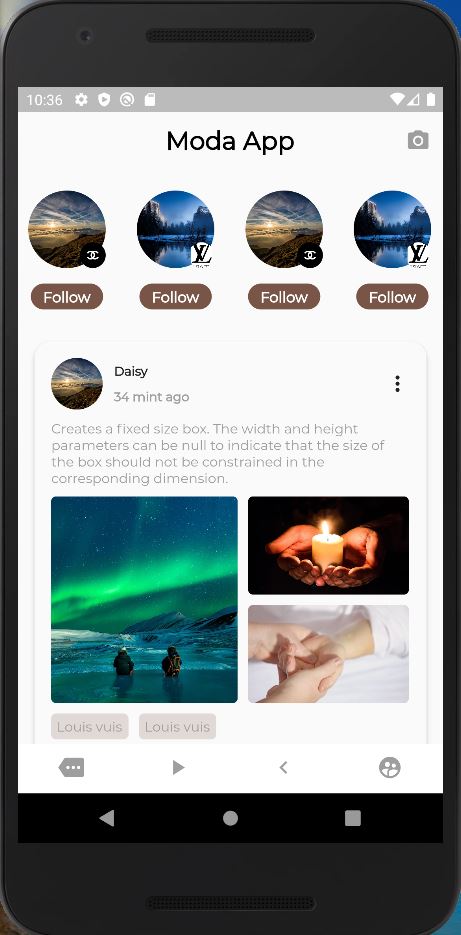 10:36
Moda App
Follow Follow Follow Follow
Daisy
34 mint ago
Creates a fixed size box. The width and height
parameters can be null to indicate that the size of
the box should not be constrained in the
corresponding dimension.
Louis vuis Louis vuis